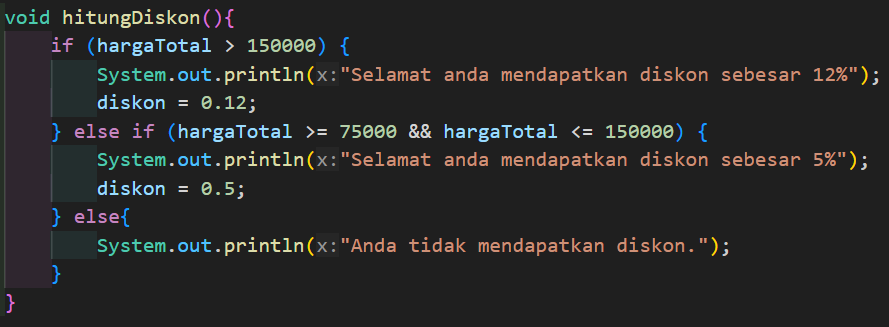 void hitungDiskon(){
    if (hargaTotal > 150000) {
        System.out.println(x:"Selamat anda mendapatkan diskon sebesar 12%");
        diskon = 0.12;
    } else if (hargaTotal >= 75000 && hargaTotal <= 150000) {
        System.out.println(x:"Selamat anda mendapatkan diskon sebesar 5%");
        diskon = 0.5;
    } else{
        System.out.println(x:"Anda tidak mendapatkan diskon.");
    }
}